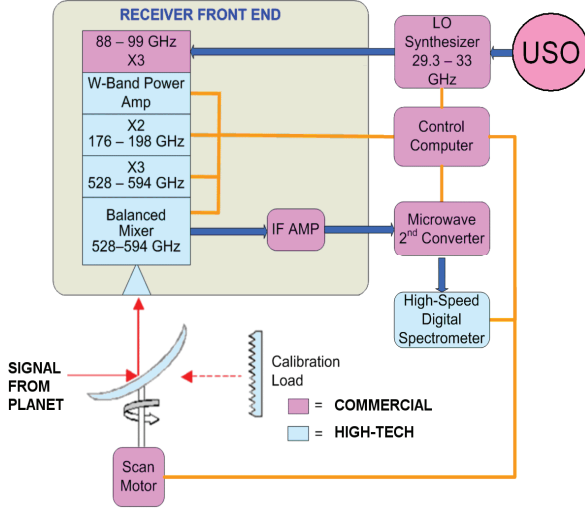 RECEIVER FRONT END
88 – 99 GHz
X3
W-Band Power
Amp
X2
176 – 198 GHz
X3
528 – 594 GHz
Balanced
Mixer
528–594 GHz
LO
Synthesizer
29.3 – 33
GHz
USO
Control
Computer
IF AMP
Microwave
2nd Converter
High-Speed
Digital
Spectrometer
SIGNAL
FROM
PLANET
Calibration
Load
= COMMERCIAL
= HIGH-TECH
Scan
Motor